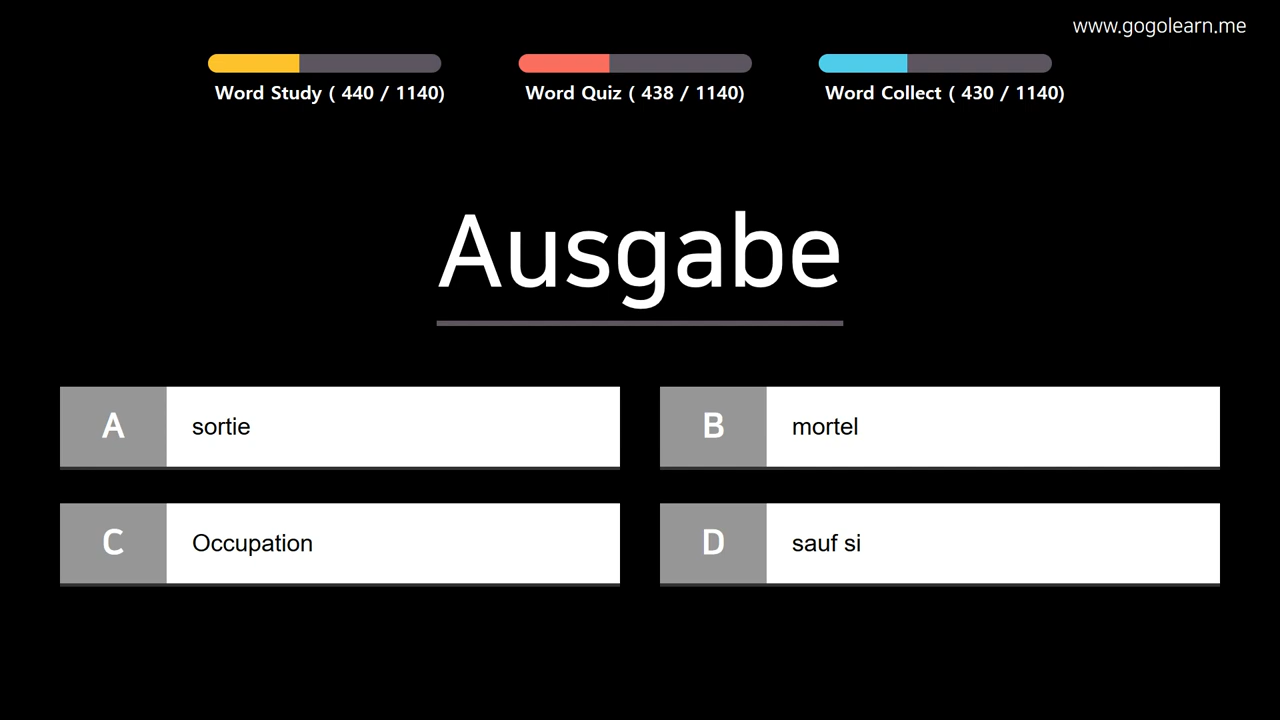 www.gogolearn.me
Word Study ( 440 / 1140)
Word Quiz ( 438 / 1140)
Word Collect ( 430 / 1140)
Ausgabe
A
sortie
B
mortel
C
Occupation
D
sauf si